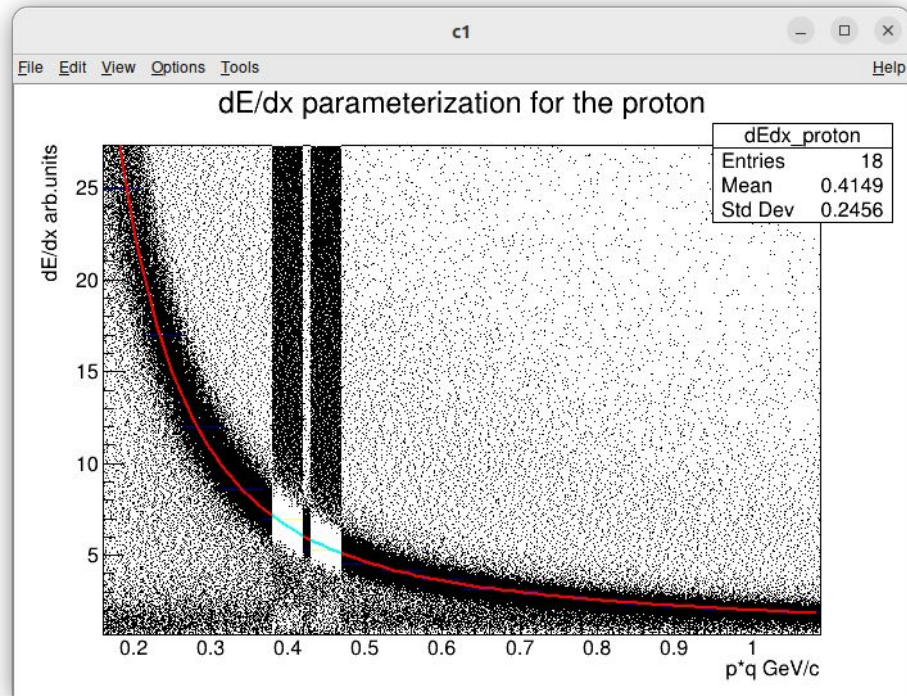 c1
File Edit View Options Tools Help
dE/dx parameterization for the proton
dEdx_proton
Entries 18
Mean 0.4149
Std Dev 0.2456
dE/dx arb.units
25
20
15
10
5
0.2 0.3 0.4 0.5 0.6 0.7 0.8 0.9 1
p*q GeV/c